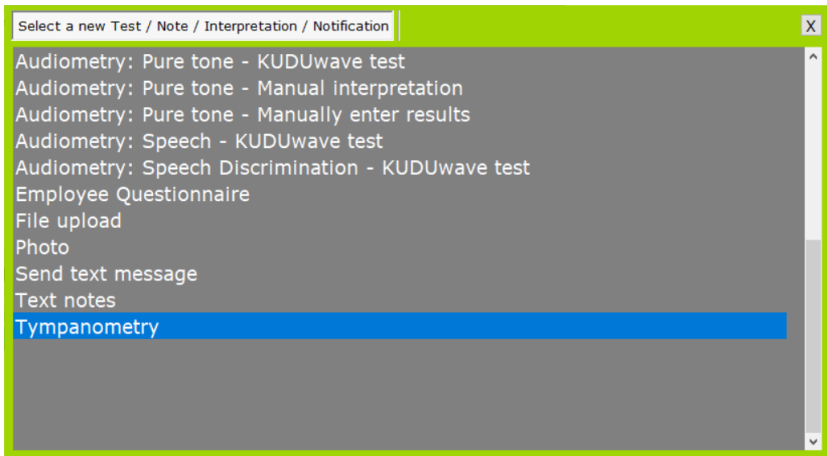 Select a new Test / Note / Interpretation / Notification
X
Audiometry: Pure tone - KUDUwave test
Audiometry: Pure tone - Manual interpretation
Audiometry: Pure tone - Manually enter results
Audiometry: Speech - KUDUwave test
Audiometry: Speech Discrimination - KUDUwave test
Employee Questionnaire
File upload
Photo
Send text message
Text notes
Tympanometry